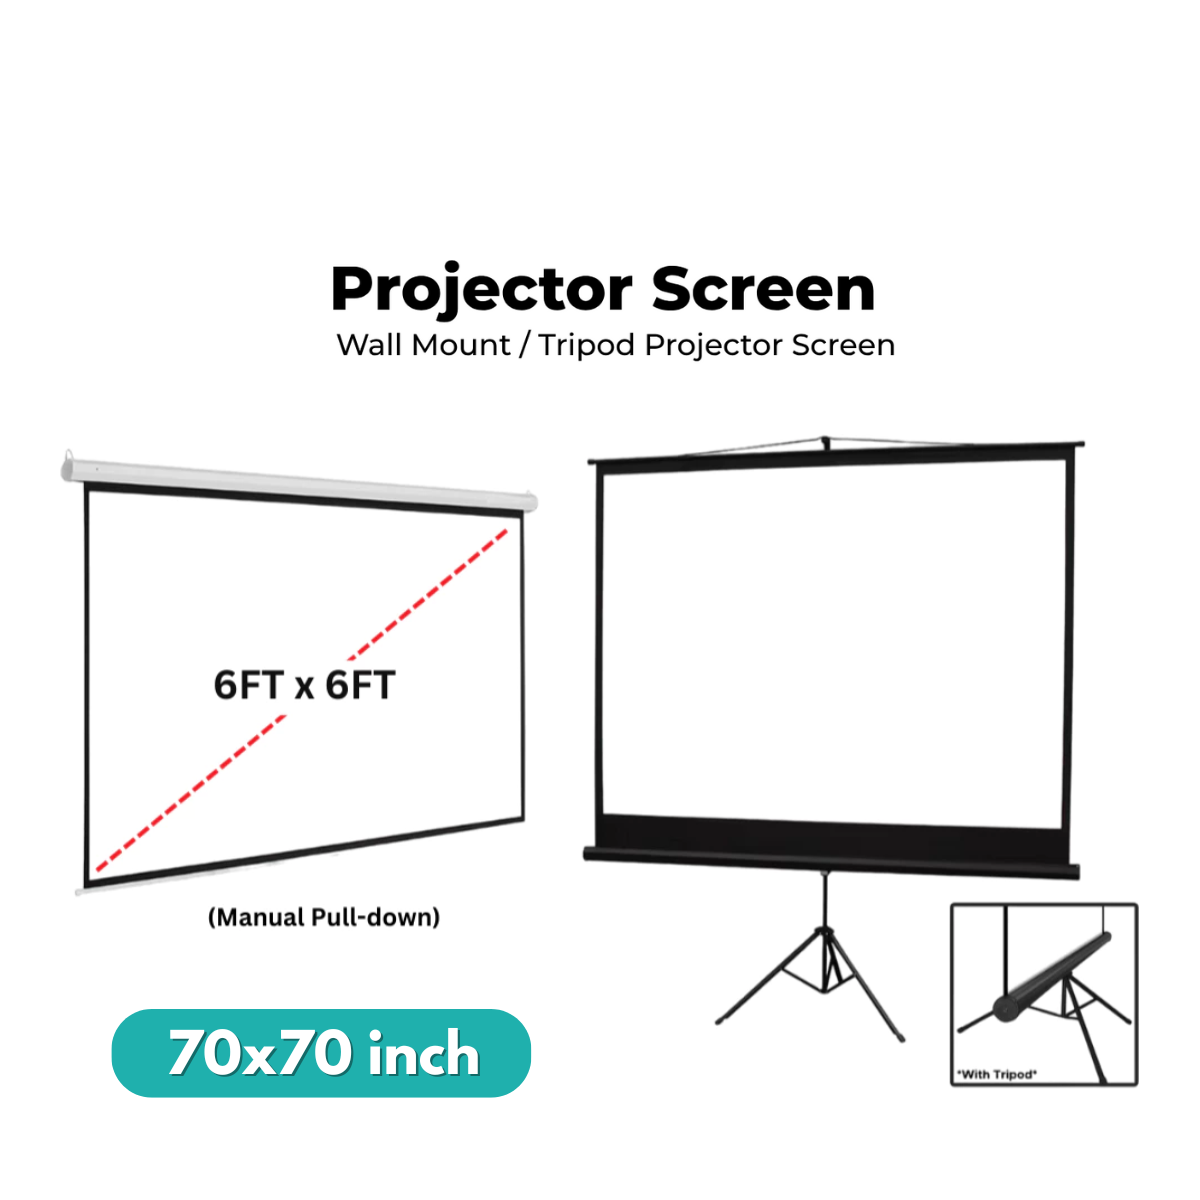 Projector Screen
Wall Mount / Tripod Projector Screen
6FT x 6FT
(Manual Pull-down)
70x70 inch
*With Tripod*